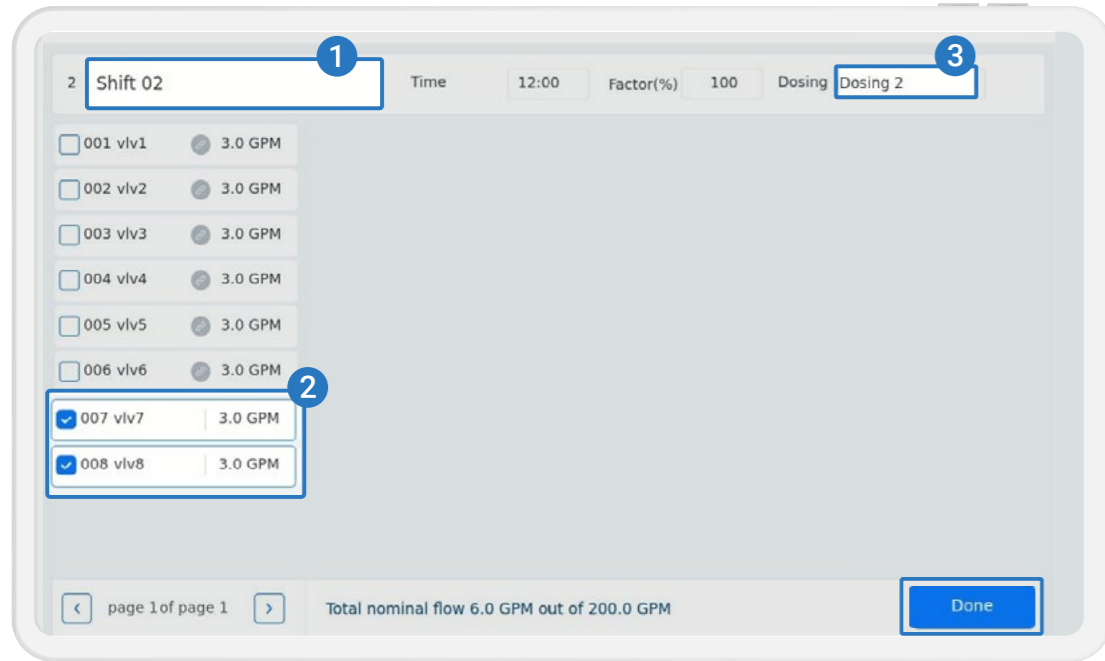 1
3
2 Shift 02 Time 12:00 Factor(%) 100 Dosing Dosing 2
001 vlv1 3.0 GPM
002 vlv2 3.0 GPM
003 vlv3 3.0 GPM
004 vlv4 3.0 GPM
005 vlv5 3.0 GPM
006 vlv6 3.0 GPM
2
007 vlv7 3.0 GPM
008 vlv8 3.0 GPM
page 1of page 1 Total nominal flow 6.0 GPM out of 200.0 GPM Done